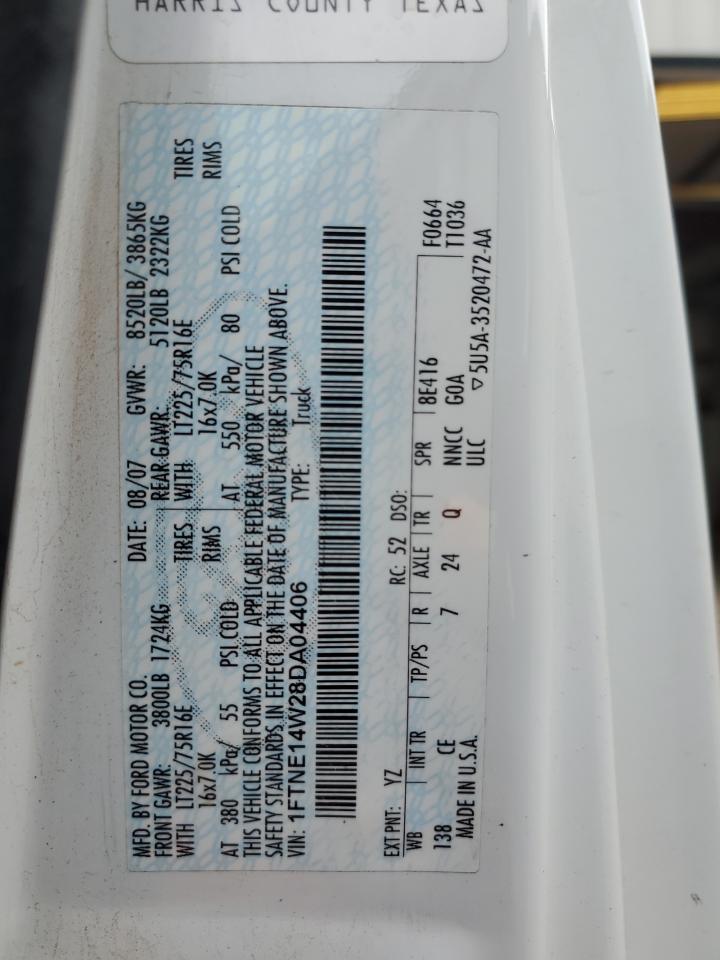 HARRIS COUNTY TEXAS
MFD. BY FORD MOTOR CO. DATE: 08/07 GVWR: 8520LB/ 3865KG
FRONT GAWR: 3800LB 1724KG REAR GAWR: 5120LB 2322KG
WITH LT225/75R16E TIRES WITH LT225/75R16E TIRES
16x7.0K RIMS 16x7.0K RIMS
AT 380 kPa/ 55 PSI COLD AT 550 kPa/ 80 PSI COLD
THIS VEHICLE CONFORMS TO ALL APPLICABLE FEDERAL MOTOR VEHICLE
SAFETY STANDARDS IN EFFECT ON THE DATE OF MANUFACTURE SHOWN ABOVE.
VIN: 1FTNE14W28DA04406 TYPE: Truck
EXT PNT: YZ RC: 52 DSO:
WB INT TR TP/PS R AXLE TR SPR 8E416 F0664
138 CE 7 24 Q NNCC GOA T1036
MADE IN U.S.A. ULC ▽5U5A-3520472-AA